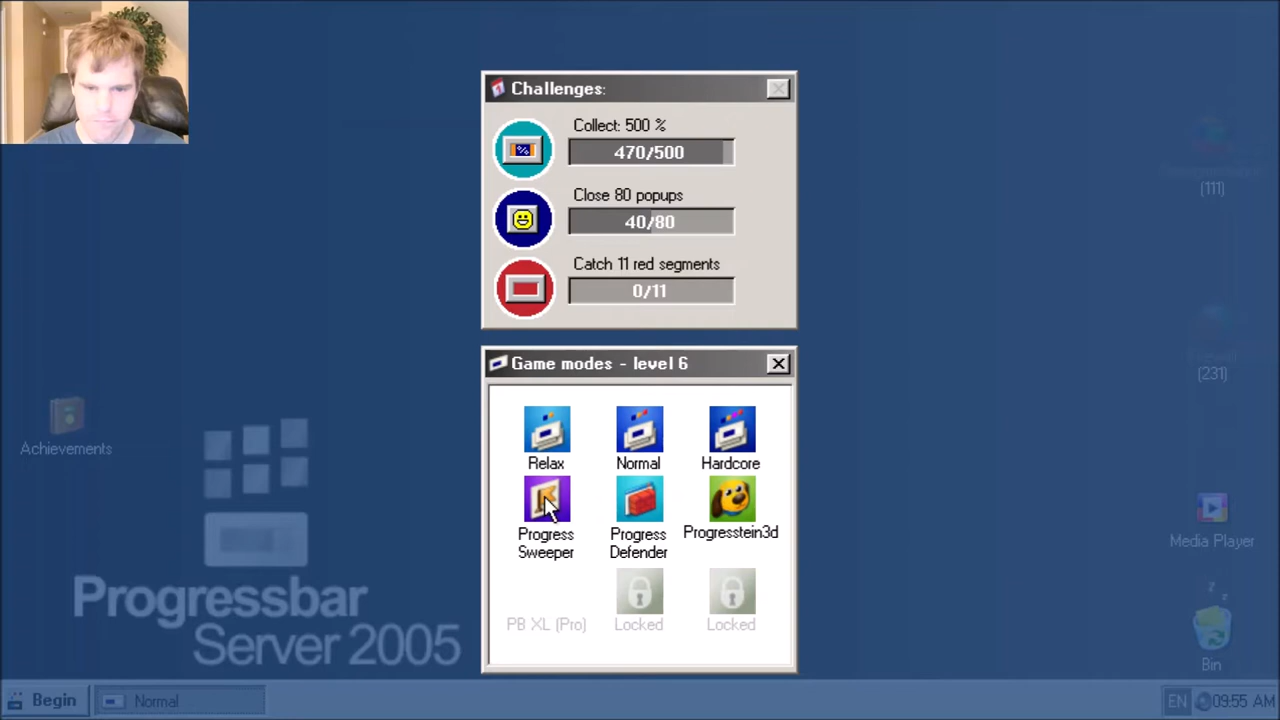 Challenges:
Collect: 500 %
%
470/500
Close 80 popups
40/80
Catch 11 red segments
0/11
(111)
(231)
Game modes - level 6
Relax
Normal
Hardcore
Progress
Sweeper
Progress
Defender
Progresstein3d
PB XL (Pro)
Locked
Locked
Achievements
Progressbar
Server 2005
Media Player
Bin
Begin
Normal
EN
09:55 AM